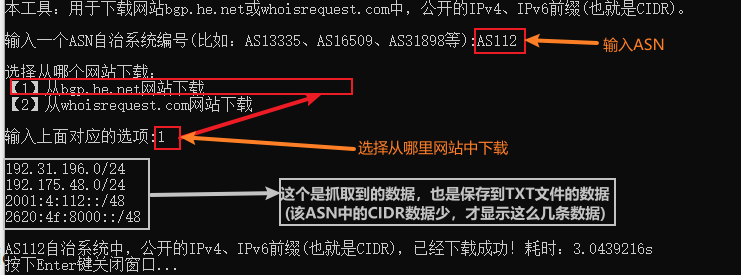 本工具：用于下载网站bgp.he.net或whoisrequest.com中，公开的IPv4、IPv6前缀(也就是CIDR)。
输入一个ASN自治系统编号(比如：AS13335、AS16509、AS31898等):AS112
输入ASN
选择从哪个网站下载：
【1】从bgp.he.net网站下载
【2】从whoisrequest.com网站下载
输入上面对应的选项:1
选择从哪里网站中下载
192.31.196.0/24
192.175.48.0/24
2001:4:112::/48
2620:4f:8000::/48
这个是抓取到的数据，也是保存到TXT文件的数据
(该ASN中的CIDR数据少，才显示这么几条数据)
AS112自治系统中，公开的IPv4、IPv6前缀(也就是CIDR)，已经下载成功！耗时：3.0439216s
按下Enter键关闭窗口...